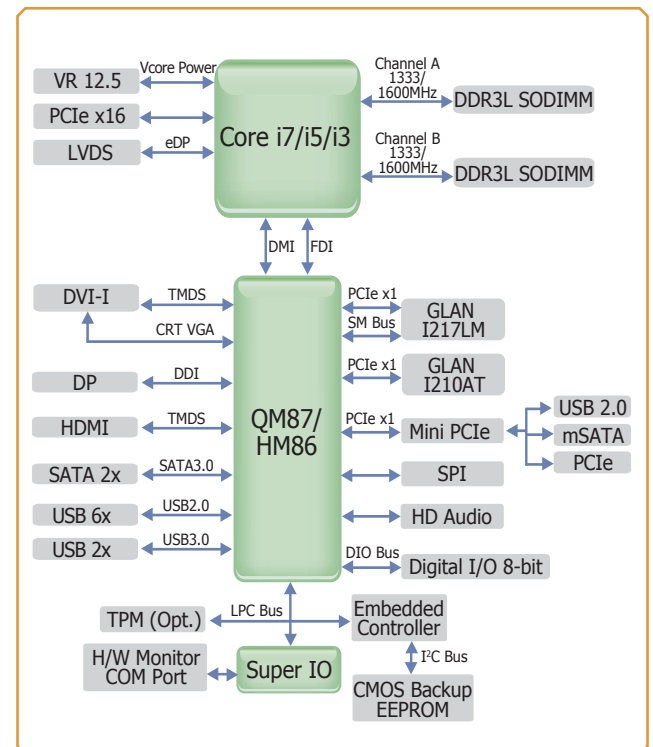 Vcore Power
VR 12.5
PCIe x16
eDP
LVDS
Core i7/i5/i3
Channel A
1333/
1600MHz
DDR3L SODIMM
Channel B
1333/
1600MHz
DDR3L SODIMM
DMI
FDI
DVI-I
TMDS
CRT VGA
DP
DDI
HDMI
TMDS
SATA 2x
SATA3.0
USB 6x
USB2.0
USB 2x
USB3.0
QM87/
HM86
PCIe x1
SM Bus
GLAN
I217LM
PCIe x1
GLAN
I210AT
PCIe x1
Mini PCIe
USB 2.0
mSATA
PCIe
SPI
HD Audio
DIO Bus
Digital I/O 8-bit
TPM (Opt.)
LPC Bus
Embedded
Controller
H/W Monitor
COM Port
Super IO
I²C Bus
CMOS Backup
EEPROM